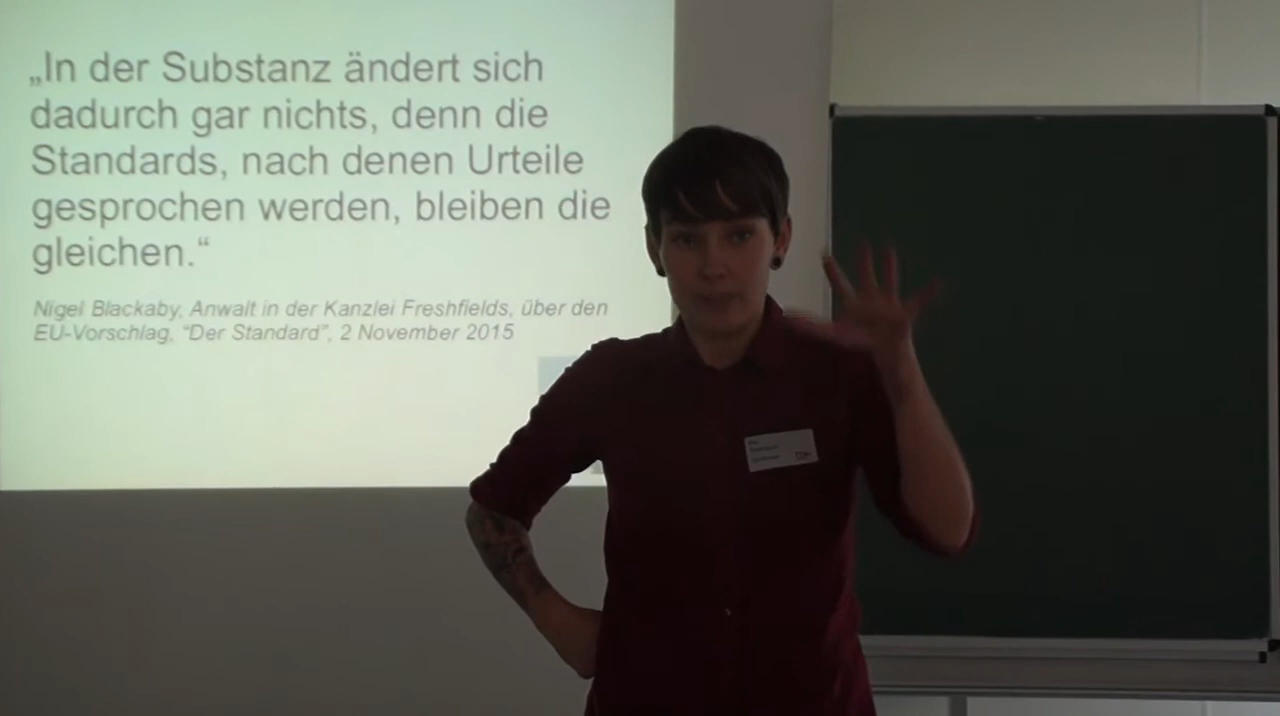 „In der Substanz ändert sich
dadurch gar nichts, denn die
Standards, nach denen Urteile
gesprochen werden, bleiben die
gleichen.“
Nigel Blackaby, Anwalt in der Kanzlei Freshfields, über den
EU-Vorschlag, “Der Standard”, 2 November 2015